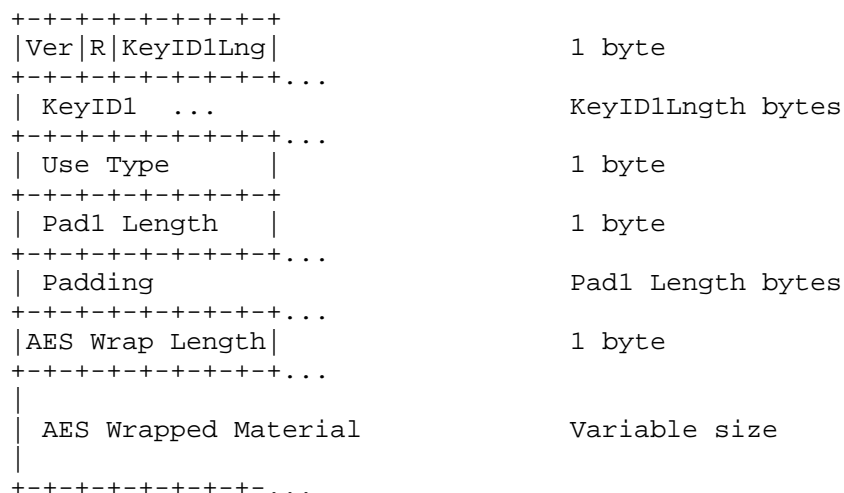 +-+-+-+-+-+-+-+
|Ver|R|KeyID1Lng|               1 byte
+-+-+-+-+-+-+-+...
| KeyID1  ...                   KeyID1Lngth bytes
+-+-+-+-+-+-+-+...
| Use Type    |               1 byte
+-+-+-+-+-+-+-+
| Pad1 Length  |               1 byte
+-+-+-+-+-+-+-+...
| Padding                     Pad1 Length bytes
+-+-+-+-+-+-+-+...
|AES Wrap Length|               1 byte
+-+-+-+-+-+-+-+...
|
| AES Wrapped Material          Variable size
|
+-+-+-+-+-+-+-...